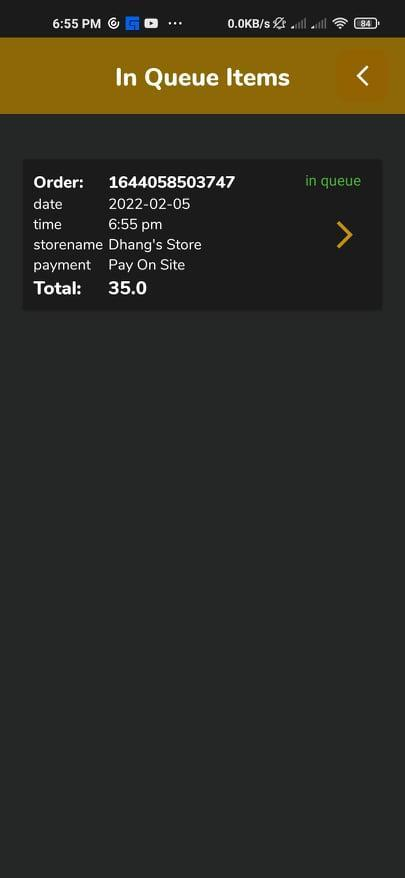 6:55 PM ... 0.0KB/s 84
In Queue Items
Order: 1644058503747 in queue
date 2022-02-05
time 6:55 pm
storename Dhang's Store
payment Pay On Site
Total: 35.0